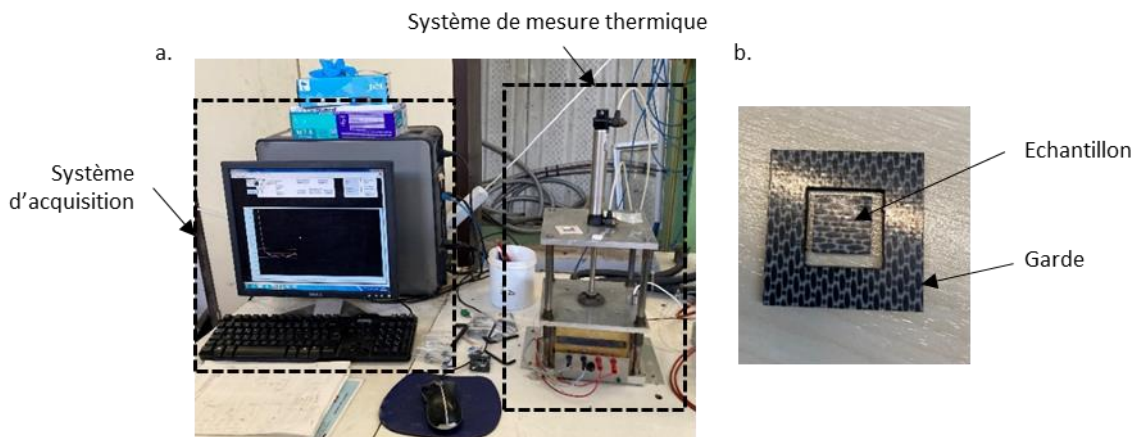 Système de mesure thermique
a.
b.
Système
d'acquisition
Echantillon
Garde